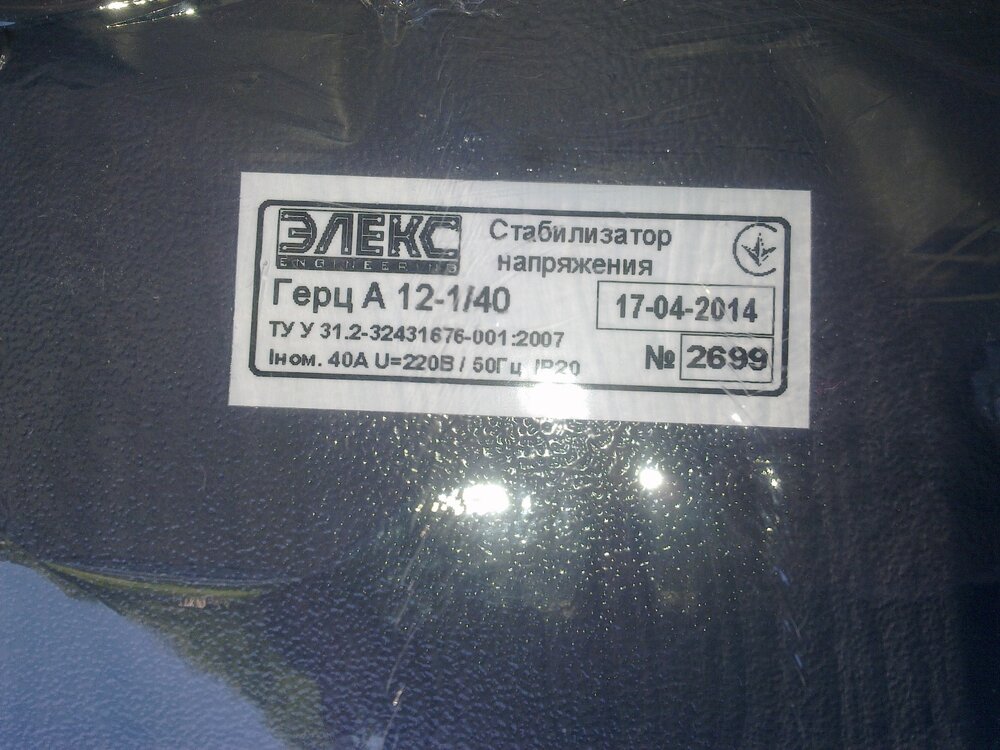 ЭЛЕКС
ENGINEERING
Стабилизатор
напряжения
Герц А 12-1/40
17-04-2014
ТУ У 31.2-32431676-001:2007
Іном. 40А U=220В / 50Гц IP20
№ 2699